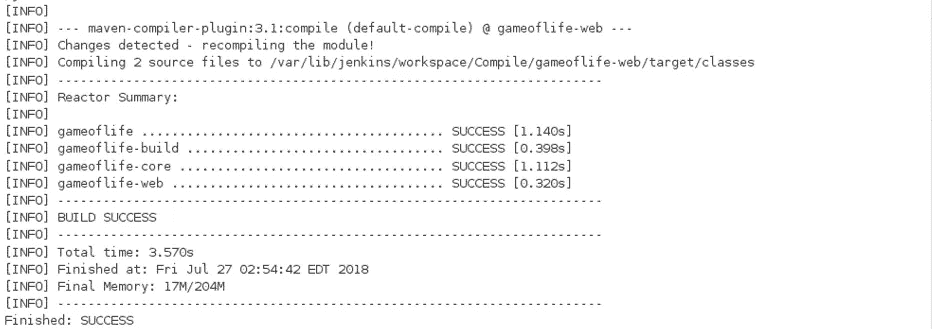 [INFO]
[INFO] --- maven-compiler-plugin:3.1:compile (default-compile) @ gameoflife-web ---
[INFO] Changes detected - recompiling the module!
[INFO] Compiling 2 source files to /var/lib/jenkins/workspace/Compile/gameoflife-web/target/classes
[INFO] ------------------------------------------------------------------------
[INFO] Reactor Summary:
[INFO]
[INFO] gameoflife ........................................ SUCCESS [1.140s]
[INFO] gameoflife-build .................................. SUCCESS [0.398s]
[INFO] gameoflife-core ................................... SUCCESS [1.112s]
[INFO] gameoflife-web .................................... SUCCESS [0.320s]
[INFO] ------------------------------------------------------------------------
[INFO] BUILD SUCCESS
[INFO] ------------------------------------------------------------------------
[INFO] Total time: 3.570s
[INFO] Finished at: Fri Jul 27 02:54:42 EDT 2018
[INFO] Final Memory: 17M/204M
[INFO] ------------------------------------------------------------------------
Finished: SUCCESS